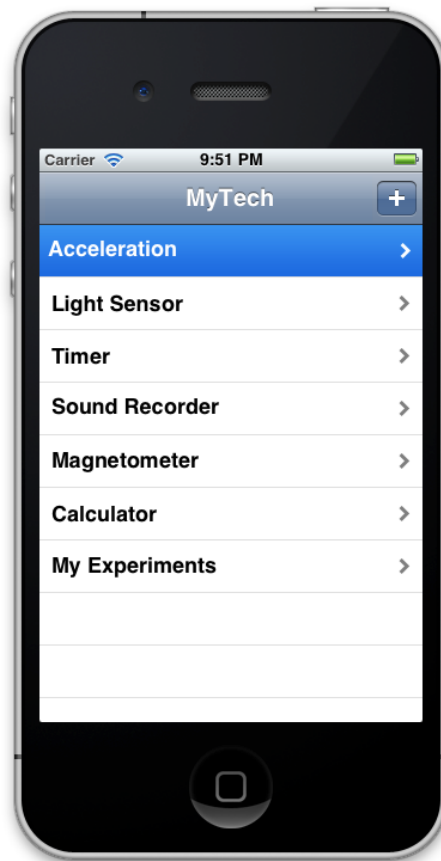 Carrier 9:51 PM
MyTech +
Acceleration
Light Sensor
Timer
Sound Recorder
Magnetometer
Calculator
My Experiments